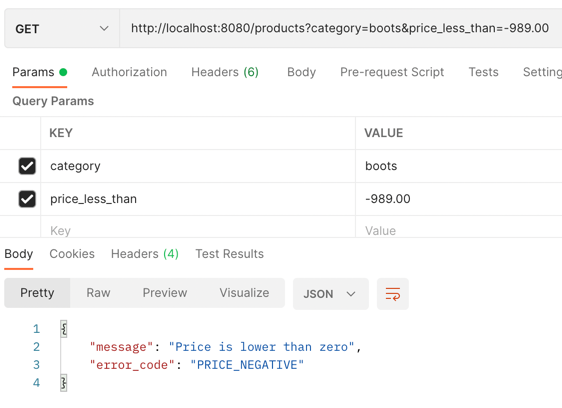 GET http://localhost:8080/products?category=boots&price_less_than=-989.00
Params Authorization Headers (6) Body Pre-request Script Tests Setting
Query Params
KEY VALUE
category boots
price_less_than -989.00
Key Value
Body Cookies Headers (4) Test Results
Pretty Raw Preview Visualize JSON
1 {
2 "message": "Price is lower than zero",
3 "error_code": "PRICE_NEGATIVE"
4 }